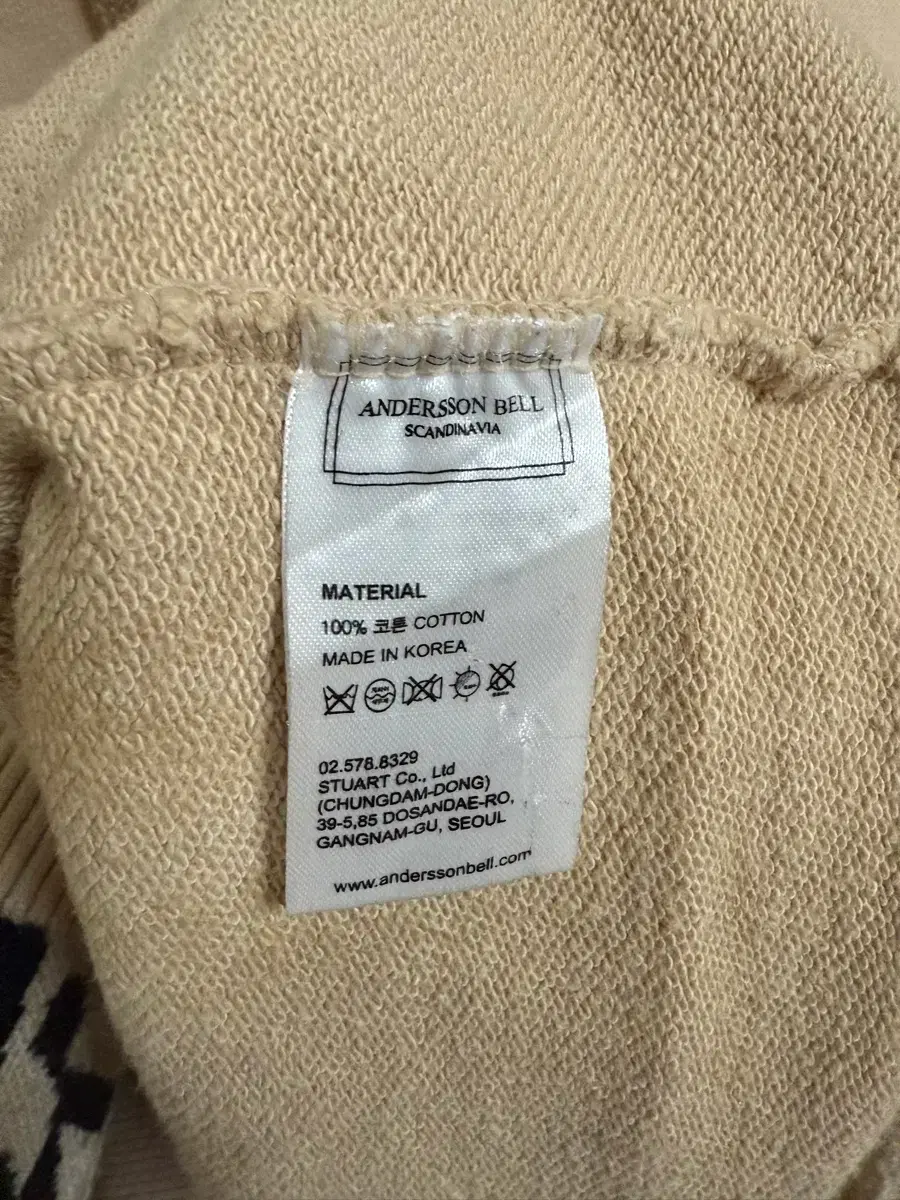 ANDERSSON BELL
SCANDINAVIA
MATERIAL
100% 코튼 COTTON
MADE IN KOREA
02.578.8329
STUART Co., Ltd
(CHUNGDAM-DONG)
39-5,85 DOSANDAE-RO,
GANGNAM-GU, SEOUL
www.anderssonbell.com